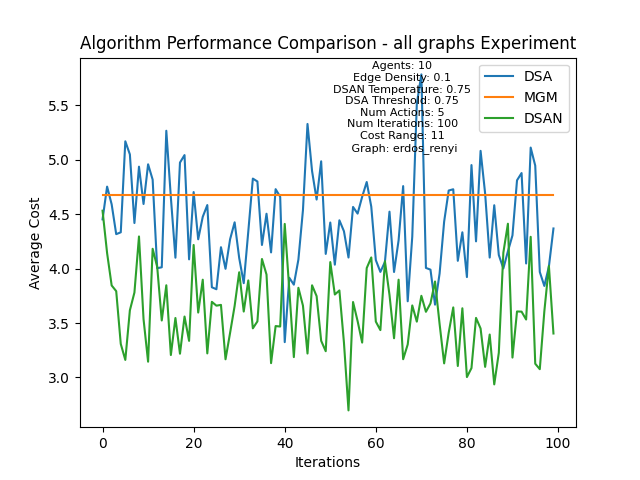 Algorithm Performance Comparison - all graphs Experiment
Agents: 10
Edge Density: 0.1
DSAN Temperature: 0.75
DSA Threshold: 0.75
Num Actions: 5
Num Iterations: 100
Cost Range: 11
Graph: erdos_renyi
DSA
MGM
DSAN
Average Cost
5.5
5.0
4.5
4.0
3.5
3.0
0 20 40 60 80 100
Iterations